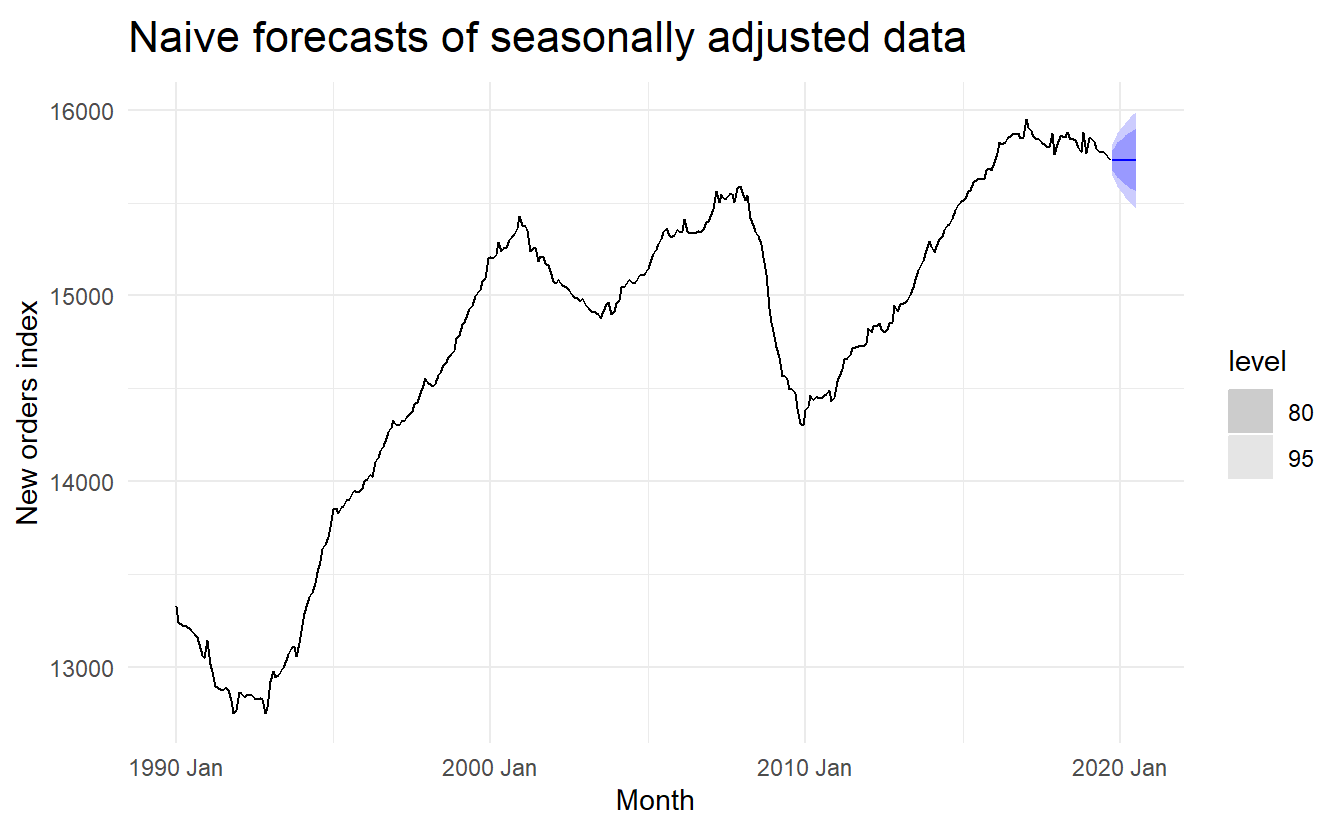 Naive forecasts of seasonally adjusted data
16000
15000
14000
13000
New orders index
1990 Jan
2000 Jan
2010 Jan
2020 Jan
Month
level
80
95